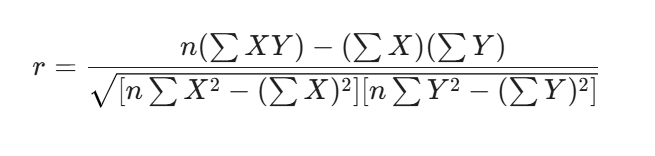 r = n(∑ XY) − (∑ X)(∑ Y) / √[n ∑ X² − (∑ X)²][n ∑ Y² − (∑ Y)²]